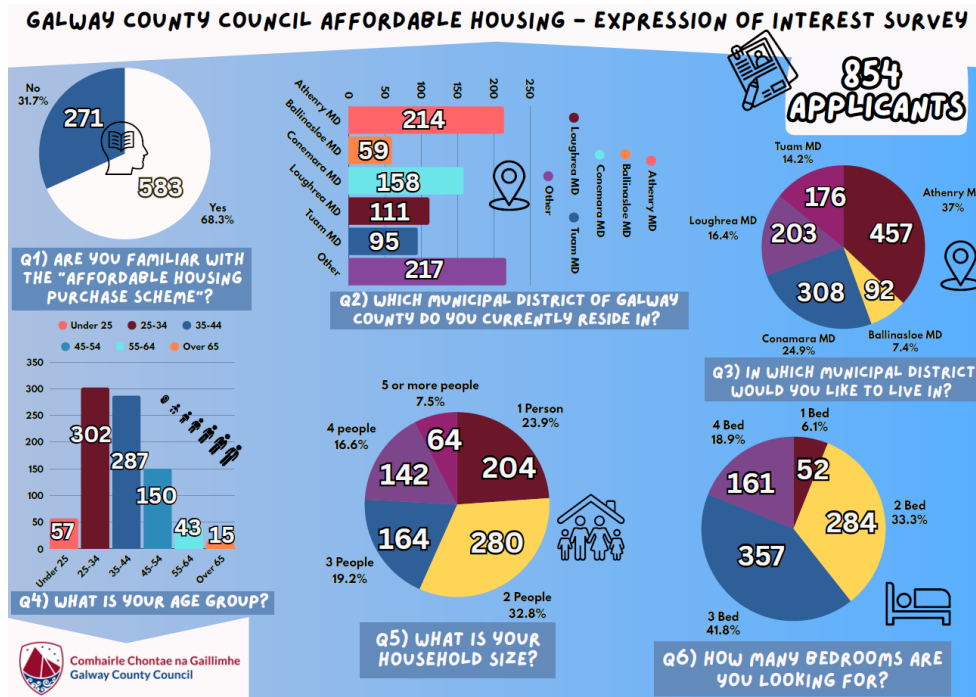 GALWAY COUNTY COUNCIL AFFORDABLE HOUSING - EXPRESSION OF INTEREST SURVEY
854
APPLICANTS
No
31.7%
271
583
Yes
68.3%
Q1) ARE YOU FAMILIAR WITH
THE "AFFORDABLE HOUSING
PURCHASE SCHEME"?
0
50
100
150
200
250
Athenry MD
214
Ballinasloe MD
59
Conemara MD
158
Loughrea MD
111
Tuam MD
95
Other
217
Loughrea MD
Tuam MD
Conemara MD
Ballinasloe MD
Other
Athenry MD
Q2) WHICH MUNICIPAL DISTRICT OF GALWAY
COUNTY DO YOU CURRENTLY RESIDE IN?
Tuam MD
14.2%
176
Athenry M
37%
457
Loughrea MD
16.4%
203
308
92
Conamara MD
24.9%
Ballinasloe MD
7.4%
Q3) IN WHICH MUNICIPAL DISTRICT
WOULD YOU LIKE TO LIVE IN?
Under 25
25-34
35-44
45-54
55-64
Over 65
350
300
250
200
150
100
50
0
57
302
287
150
43
15
Under 25
25-34
35-44
45-54
55-64
Over 65
Q4) WHAT IS YOUR AGE GROUP?
5 or more people
7.5%
64
1 Person
23.9%
204
4 people
16.6%
142
3 People
19.2%
164
280
2 People
32.8%
Q5) WHAT IS YOUR
HOUSEHOLD SIZE?
1 Bed
6.1%
52
4 Bed
18.9%
161
2 Bed
33.3%
284
357
3 Bed
41.8%
Q6) HOW MANY BEDROOMS ARE
YOU LOOKING FOR?
Comhairle Chontae na Gaillimhe
Galway County Council